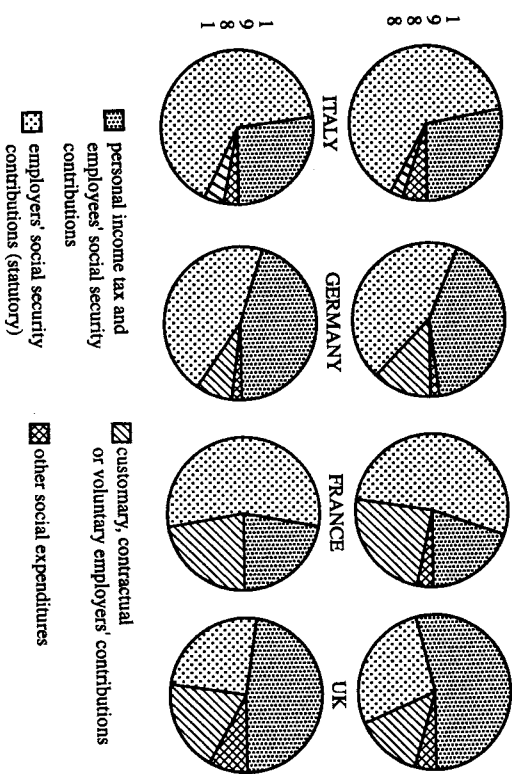 1988
ITALY
GERMANY
FRANCE
UK
1981
personal income tax and
employees' social security
contributions
employers' social security
contributions (statutory)
customary, contractual
or voluntary employers' contributions
other social expenditures